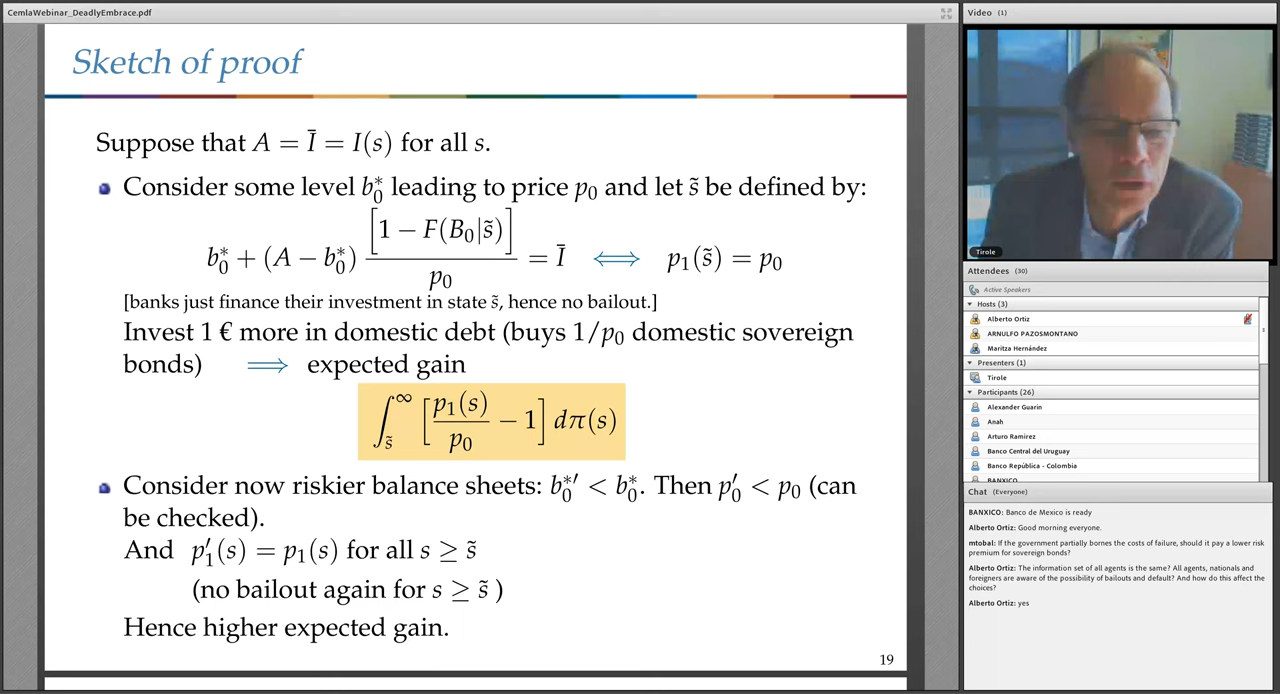 CemlaWebinar_DeadlyEmbrace.pdf
Sketch of proof
Suppose that A = Ī = I(s) for all s.
Consider some level b₀* leading to price p₀ and let s̃ be defined by:
b₀* + (A − b₀*) [1 − F(B₀|s̃)] / p₀ = Ī ⟺ p₁(s̃) = p₀
[banks just finance their investment in state s̃, hence no bailout.]
Invest 1 € more in domestic debt (buys 1/p₀ domestic sovereign
bonds) ⟹ expected gain
∫_s̃^∞ [p₁(s)/p₀ − 1] dπ(s)
Consider now riskier balance sheets: b₀*′ < b₀*. Then p₀′ < p₀ (can
be checked).
And p₁′(s) = p₁(s) for all s ≥ s̃
(no bailout again for s ≥ s̃ )
Hence higher expected gain.
19
Video (1)
Tirole
Attendees (30)
Active Speakers
Hosts (3)
Alberto Ortiz
ARNULFO PAZOSMONTANO
Maritza Hernández
Presenters (1)
Tirole
Participants (26)
Alexander Guarin
Anah
Arturo Ramirez
Banco Central del Uruguay
Banco República - Colombia
BANXICO
Chat (Everyone)
BANXICO: Banco de Mexico is ready
Alberto Ortiz: Good morning everyone.
mtobal: If the government partially bornes the costs of failure, should it pay a lower risk
premium for sovereign bonds?
Alberto Ortiz: The information set of all agents is the same? All agents, nationals and
foreigners are aware of the possibility of bailouts and default? And how do this affect the
choices?
Alberto Ortiz: yes